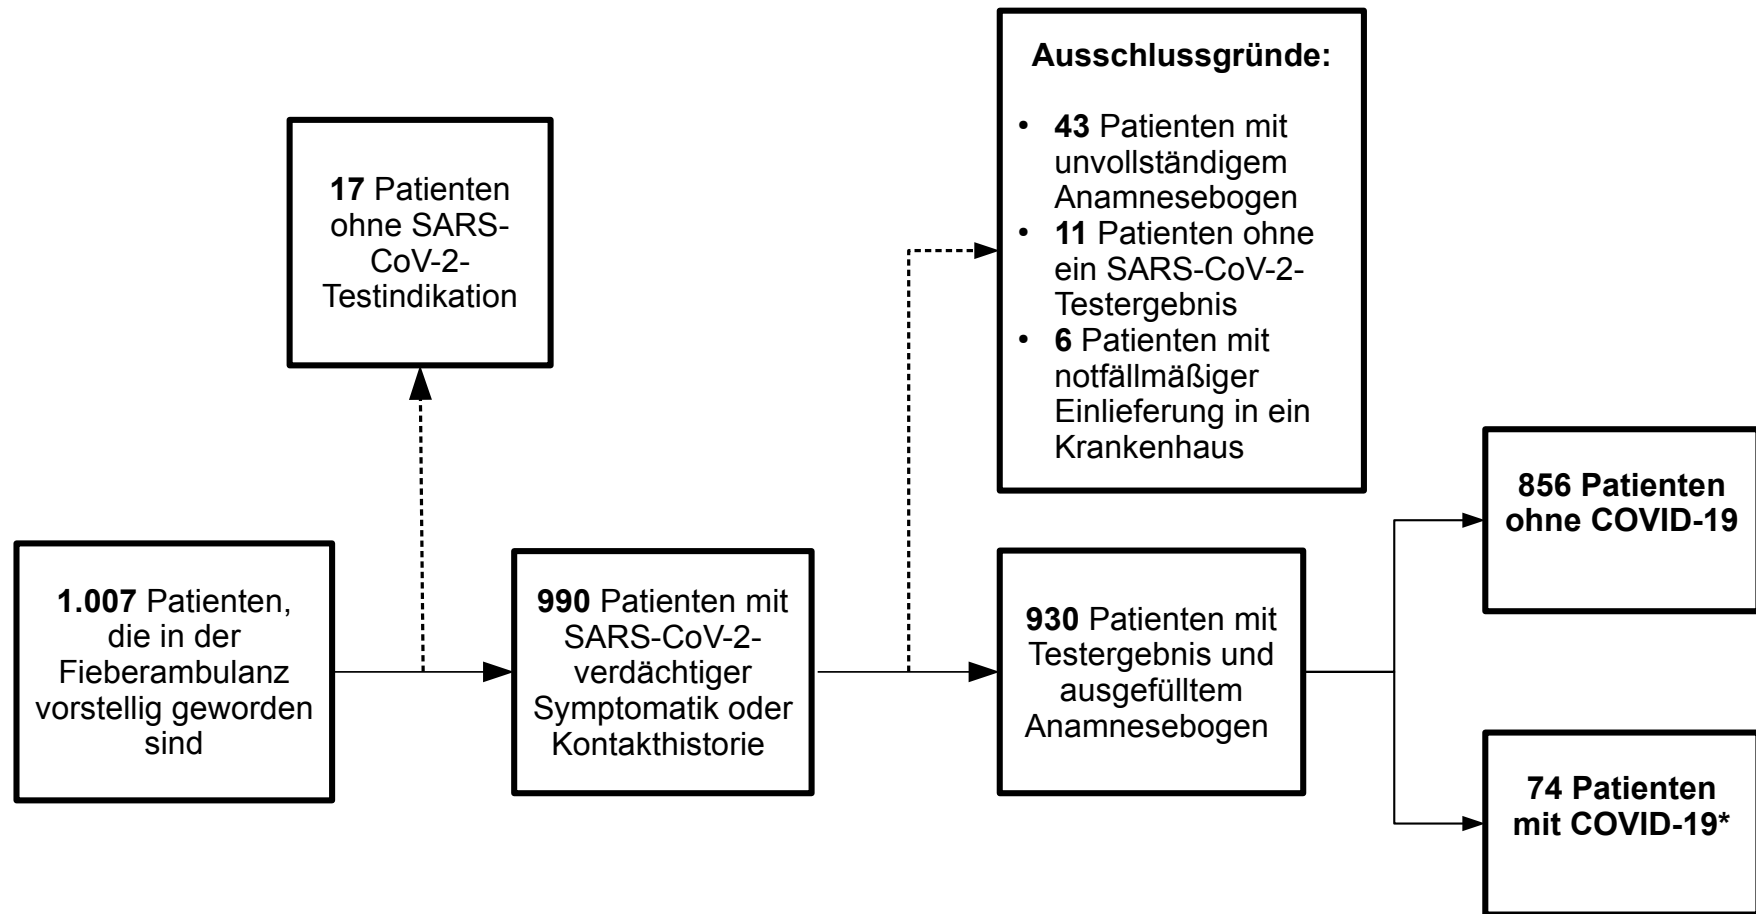 1.007 Patienten,
die in der
Fieberambulanz
vorstellig geworden
sind
17 Patienten
ohne SARS-
CoV-2-
Testindikation
990 Patienten mit
SARS-CoV-2-
verdächtiger
Symptomatik oder
Kontakthistorie
Ausschlussgründe:
• 43 Patienten mit
unvollständigem
Anamnesebogen
• 11 Patienten ohne
ein SARS-CoV-2-
Testergebnis
• 6 Patienten mit
notfällmäßiger
Einlieferung in ein
Krankenhaus
930 Patienten mit
Testergebnis und
ausgefülltem
Anamnesebogen
856 Patienten
ohne COVID-19
74 Patienten
mit COVID-19*